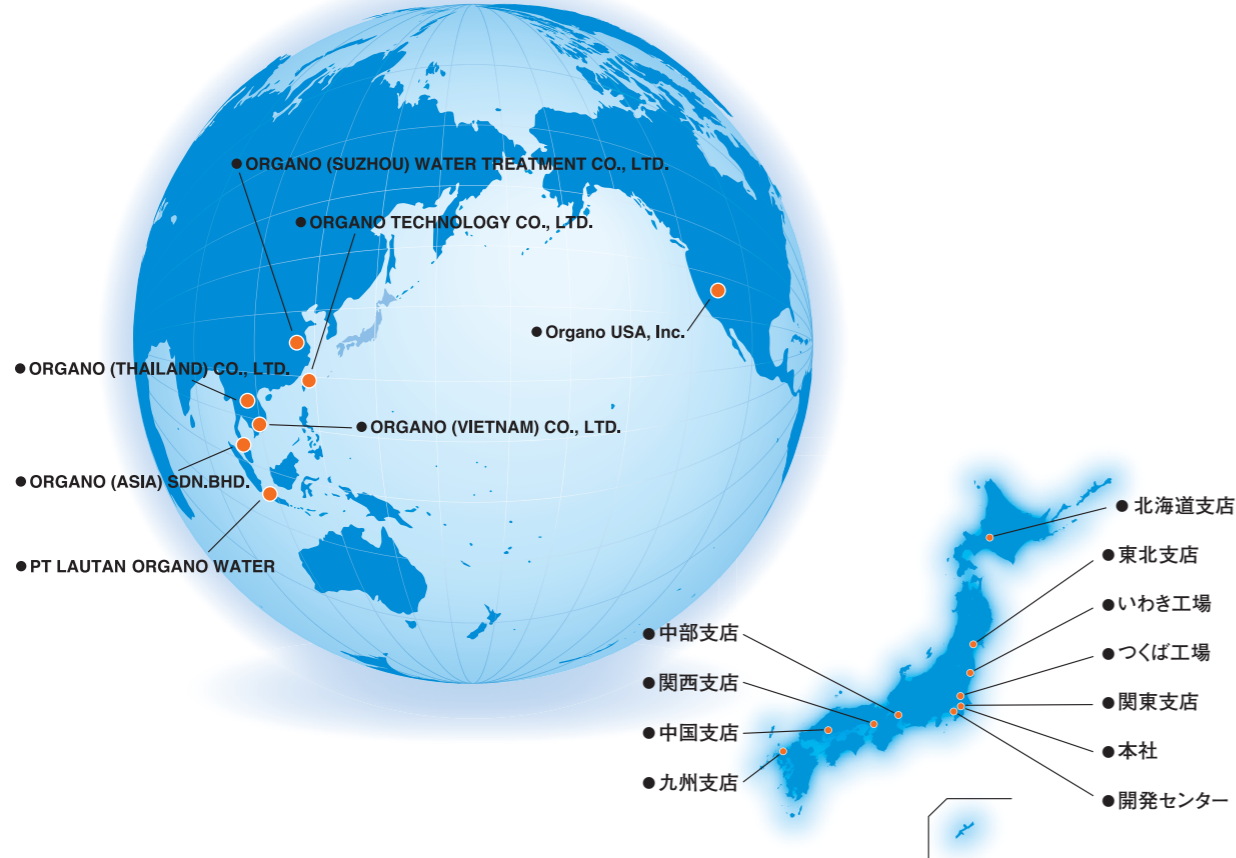 ● ORGANO (SUZHOU) WATER TREATMENT CO., LTD.
● ORGANO TECHNOLOGY CO., LTD.
● Organo USA, Inc.
● ORGANO (THAILAND) CO., LTD.
● ORGANO (VIETNAM) CO., LTD.
● ORGANO (ASIA) SDN.BHD.
● PT LAUTAN ORGANO WATER
● 北海道支店
● 東北支店
● いわき工場
● つくば工場
● 関東支店
● 本社
● 開発センター
● 中部支店
● 関西支店
● 中国支店
● 九州支店